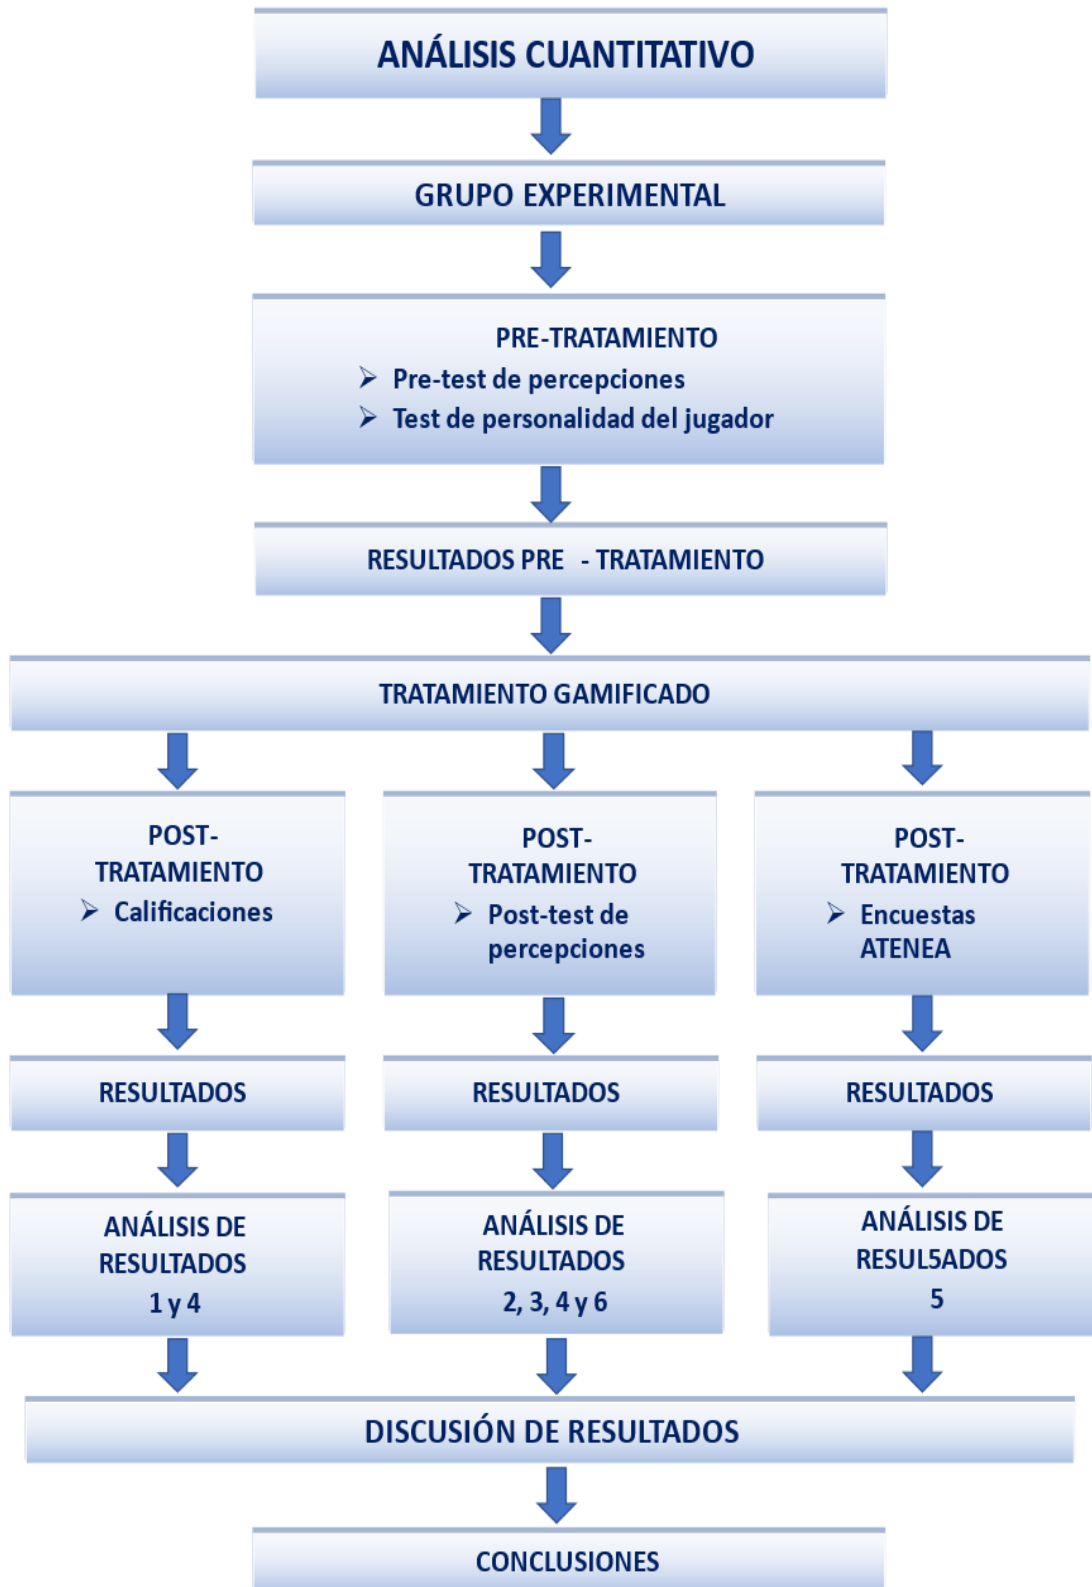 ANÁLISIS CUANTITATIVO
GRUPO EXPERIMENTAL
PRE-TRATAMIENTO
➢ Pre-test de percepciones
➢ Test de personalidad del jugador
RESULTADOS PRE - TRATAMIENTO
TRATAMIENTO GAMIFICADO
POST-
TRATAMIENTO
➢ Calificaciones
POST-
TRATAMIENTO
➢ Post-test de
percepciones
POST-
TRATAMIENTO
➢ Encuestas
ATENEA
RESULTADOS
RESULTADOS
RESULTADOS
ANÁLISIS DE
RESULTADOS
1 y 4
ANÁLISIS DE
RESULTADOS
2, 3, 4 y 6
ANÁLISIS DE
RESUL5ADOS
5
DISCUSIÓN DE RESULTADOS
CONCLUSIONES